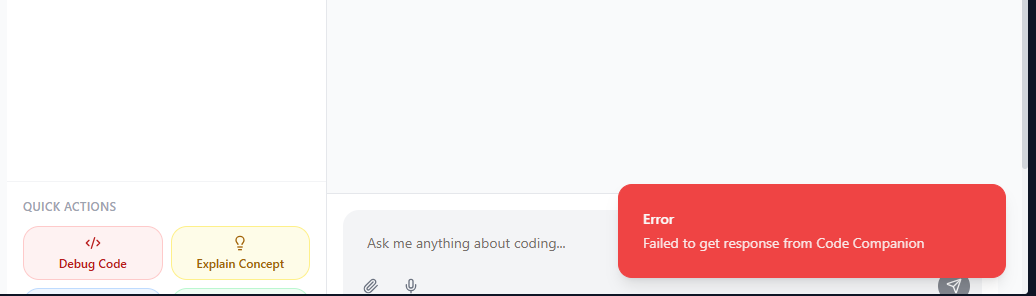 QUICK ACTIONS
Debug Code
Explain Concept
Ask me anything about coding...
Error
Failed to get response from Code Companion